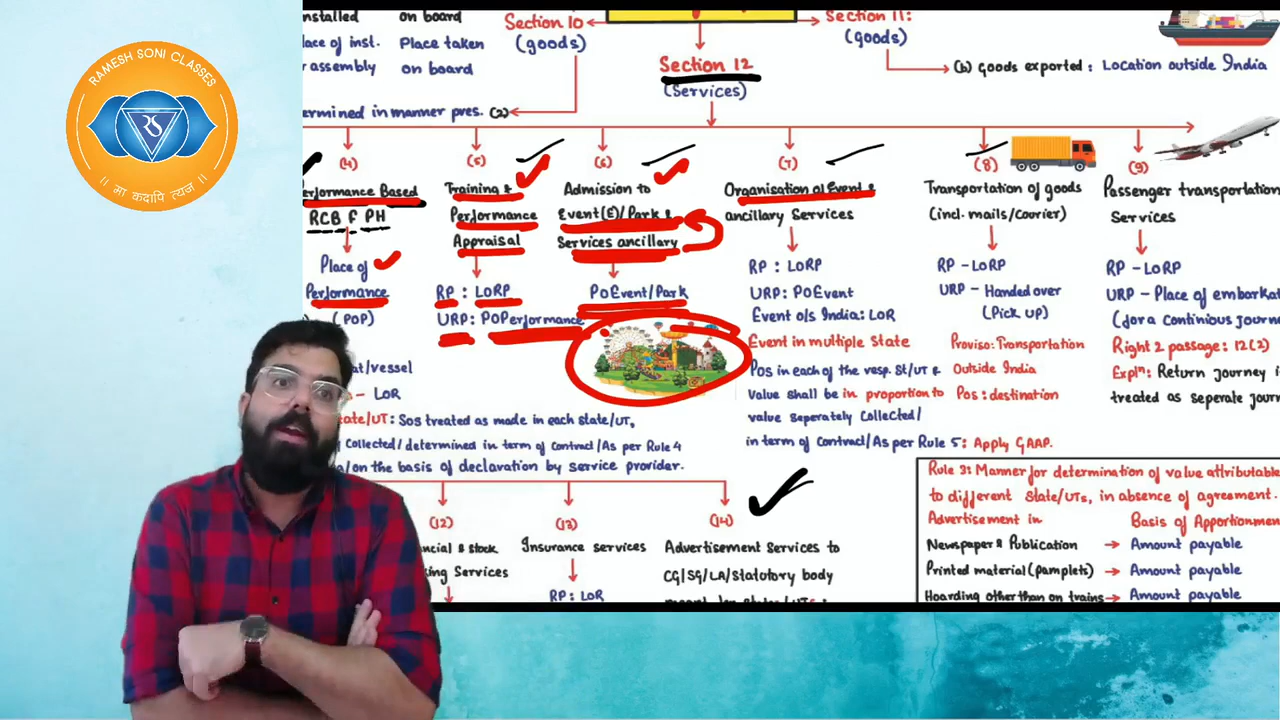 RAMESH SONI CLASSES
RS
।। मा कदापि त्यज ।।
installed on board
Place of inst. Place taken
or assembly on board
ermined in manner pres. (2)
Section 10
(goods)
Section 12
(Services)
Section 11:
(goods)
(b) Goods exported: Location outside India
(4)
Performance Based
RCB F PH
Place of
Performance
(POP)
at/vessel
- LOR
state/UT: SOS treated as made in each state/UT,
collected/determined in term of contract/As per Rule 4
/on the basis of declaration by service provider.
(5)
Training &
Performance
Appraisal
RP : LORP
URP: POPerformance
(6)
Admission to
Event(E)/Park &
Services ancillary
POEvent/Park
(7)
Organisation of Event &
ancillary Services
RP : LORP
URP: POEvent
Event o/s India: LOR
Event in multiple State
Pos in each of the resp. St/UT &
Value shall be in proportion to
value seperately Collected/
in term of Contract/As per Rule 5: Apply GAAP.
(8)
Transportation of goods
(incl. mails/courier)
RP - LORP
URP - Handed over
(Pick up)
Proviso: Transportation
Outside India
Pos: destination
(9)
Passenger transportation
Services
RP - LORP
URP - Place of embarkat
(for a Continious journ
Right 2 passage: 12(2)
Explⁿ: Return journey i
treated as seperate jour
(12)
ncial & stock
ing Services
(13)
Insurance services
RP: LOR
(14)
Advertisement Services to
CG/SG/LA/Statutory body
Rule 3: Manner for determination of value attributable
to different State/UTs, in absence of agreement.
Advertisement in Basis of Apportionmen
Newspaper & Publication → Amount payable
Printed material (pamplets) → Amount payable
Hoarding other than on trains → Amount payable